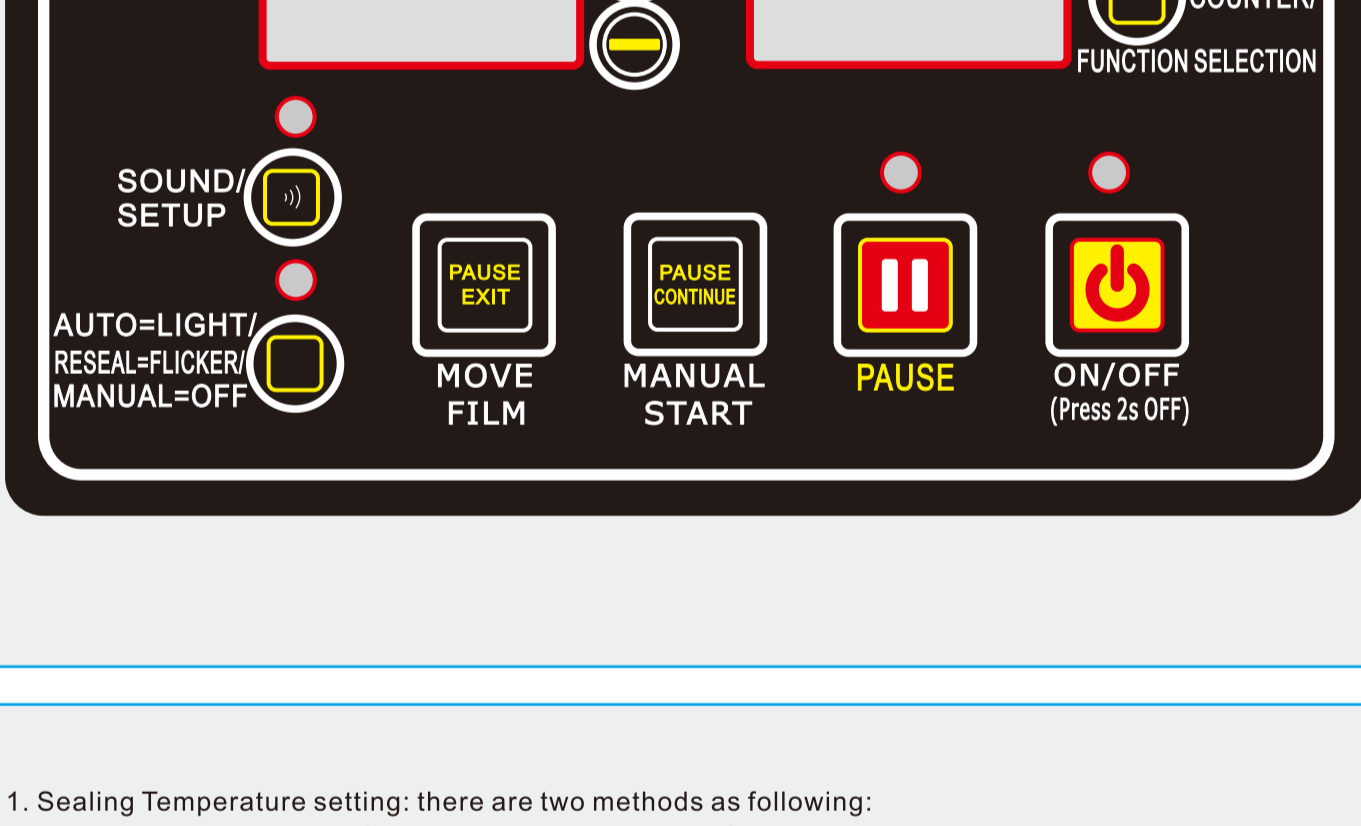 COUNTER/
FUNCTION SELECTION
SOUND/
SETUP
AUTO=LIGHT/
RESEAL=FLICKER/
MANUAL=OFF
PAUSE
EXIT
MOVE
FILM
PAUSE
CONTINUE
MANUAL
START
PAUSE
ON/OFF
(Press 2s OFF)
1. Sealing Temperature setting: there are two methods as following: